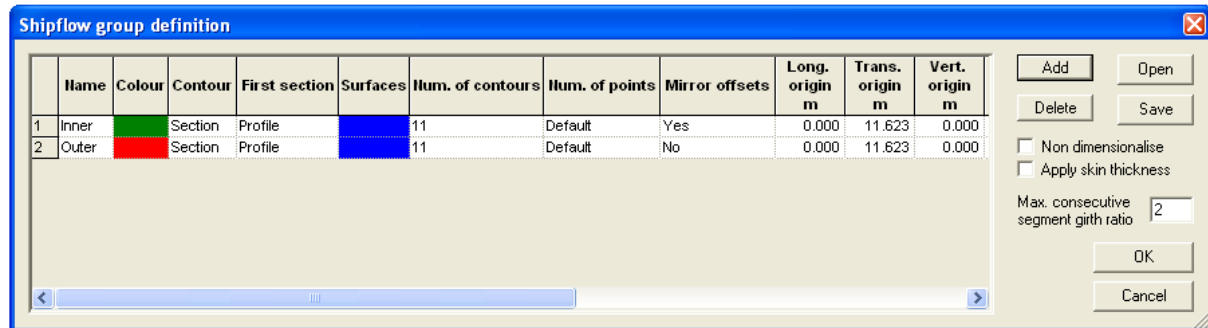 Shipflow group definition
Name Colour Contour First section Surfaces Num. of contours Num. of points Mirror offsets Long. origin m Trans. origin m Vert. origin m
1 Inner Section Profile 11 Default Yes 0.000 11.623 0.000
2 Outer Section Profile 11 Default No 0.000 11.623 0.000
Add Open
Delete Save
Non dimensionalise
Apply skin thickness
Max. consecutive
segment girth ratio 2
OK
Cancel